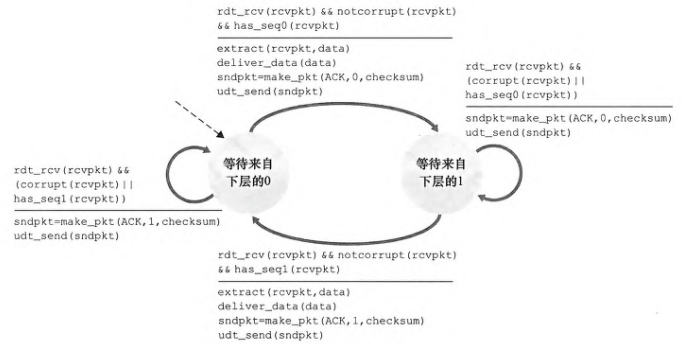 rdt_rcv(rcvpkt) && notcorrupt(rcvpkt)
&& has_seq0(rcvpkt)
extract(rcvpkt,data)
deliver_data(data)
sndpkt=make_pkt(ACK,0,checksum)
udt_send(sndpkt)
rdt_rcv(rcvpkt) &&
(corrupt(rcvpkt)||
has_seq0(rcvpkt))
sndpkt=make_pkt(ACK,0,checksum)
udt_send(sndpkt)
等待来自
下层的0
等待来自
下层的1
rdt_rcv(rcvpkt) &&
(corrupt(rcvpkt)||
has_seq1(rcvpkt))
sndpkt=make_pkt(ACK,1,checksum)
udt_send(sndpkt)
rdt_rcv(rcvpkt) && notcorrupt(rcvpkt)
&& has_seq1(rcvpkt)
extract(rcvpkt,data)
deliver_data(data)
sndpkt=make_pkt(ACK,1,checksum)
udt_send(sndpkt)